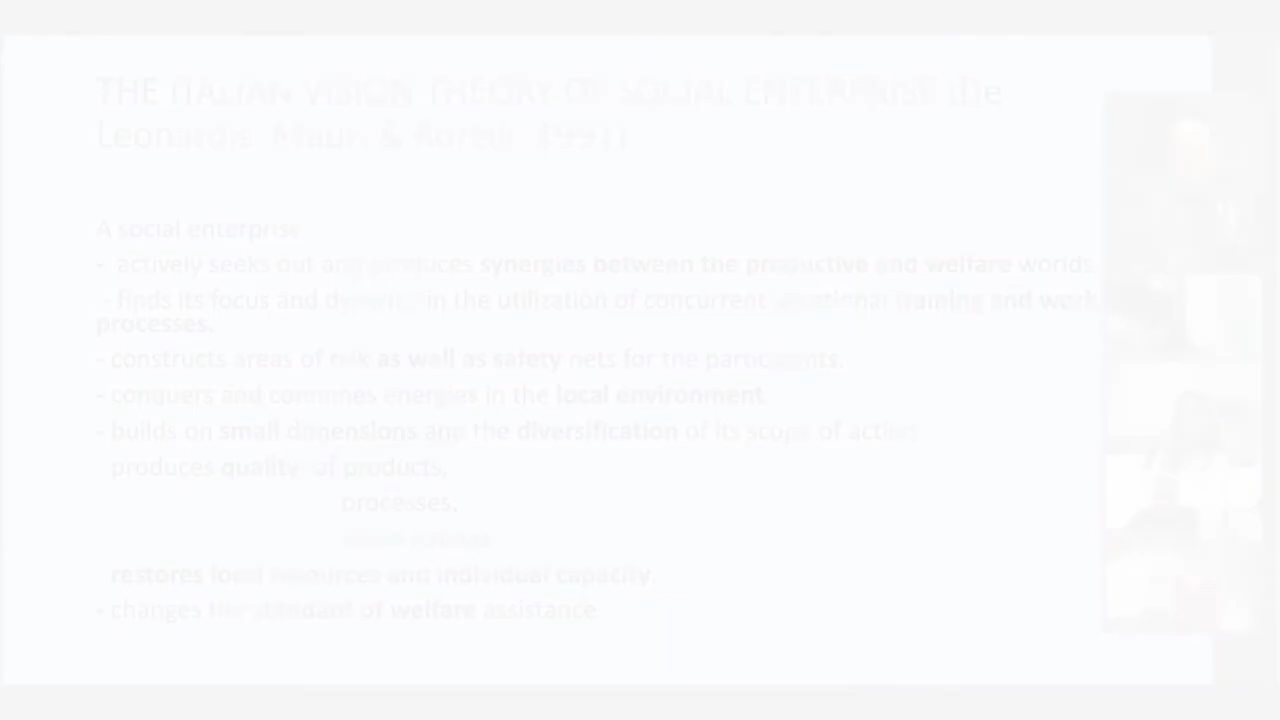 THE ITALIAN VISION THEORY OF SOCIAL ENTERPRISE (De
Leonardis, Mauri & 1991)
A social enterprise
- actively seeks out and produces synergies between the productive and welfare worlds
- finds its focus and dynamic in the utilization of concurrent vocational training and work
processes.
- constructs areas of risk as well as safety nets for the participants.
- conquers and consumes energies in the local environment
- builds on small dimensions and the diversification of its scope of action
produces quality of products,
processes,
restores local resources and individual capacity.
- changes the standard of welfare assistance